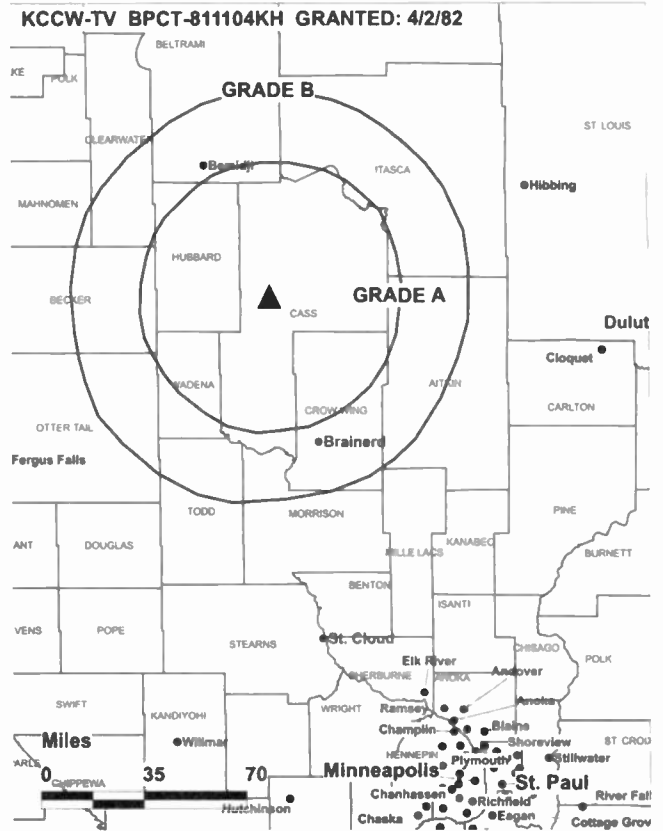 KCCW-TV BPCT-811104KH GRANTED: 4/2/82
BELTRAMI
KE
POLK
GRADE B
ST LOUIS
CLEARWATER
Bemidji
ITASCA
Hibbing
MAHNOMEN
HUBBARD
BECKER
GRADE A
CASS
Dulut
Cloquet
WADENA
AITKIN
CROW WING
CARLTON
OTTER TAIL
Brainerd
Fergus Falls
TODD
MORRISON
PINE
ANT
DOUGLAS
MILLE LACS
KANABEC
BURNETT
BENTON
ISANTI
VENS
POPE
STEARNS
St. Cloud
CHISAGO
Elk River
Andover
POLK
SHERBURNE
ANOKA
SWIFT
WRIGHT
Ramsey
Anoka
KANDIYOHI
Champlin
Blaine
Miles
Willmar
Shoreview
ST CROI
HENNEPIN
Plymouth
Stillwater
ARLE
0 35 70
Minneapolis
St. Paul
CHIPPEWA
Chanhassen
Richfield
River Fall
Hutchinson
Chaska
Eagan
Cottage Grov